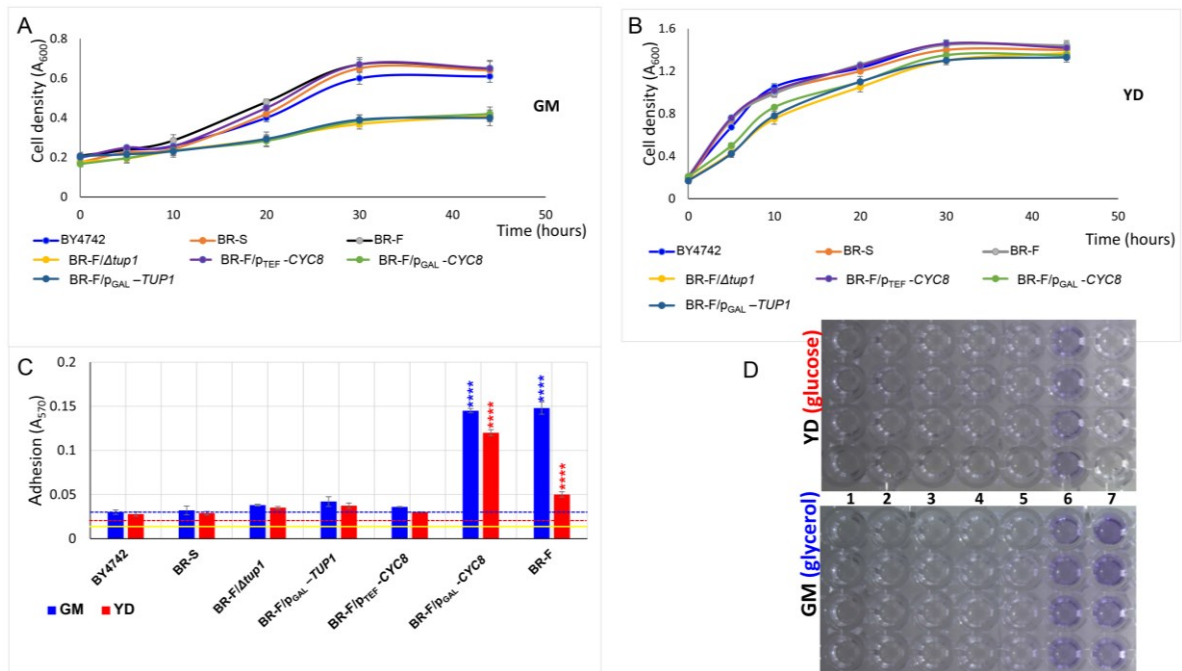 A
Cell density (A600)
0.8
0.6
0.4
0.2
0
0 10 20 30 40 50
Time (hours)
GM
BY4742 BR-S BR-F
BR-F/Δtup1 BR-F/pTEF -CYC8 BR-F/pGAL -CYC8
BR-F/pGAL –TUP1
B
Cell density (A600)
1.6
1.2
0.8
0.4
0
0 10 20 30 40 50
Time (hours)
YD
BY4742 BR-S BR-F
BR-F/Δtup1 BR-F/pTEF -CYC8 BR-F/pGAL -CYC8
BR-F/pGAL –TUP1
C
Adhesion (A570)
0.2
0.15
0.1
0.05
0
**** **** **** ****
BY4742
BR-S
BR-F/Δtup1
BR-F/pGAL –TUP1
BR-F/pTEF -CYC8
BR-F/pGAL -CYC8
BR-F
GM YD
D
YD (glucose)
1 2 3 4 5 6 7
GM (glycerol)